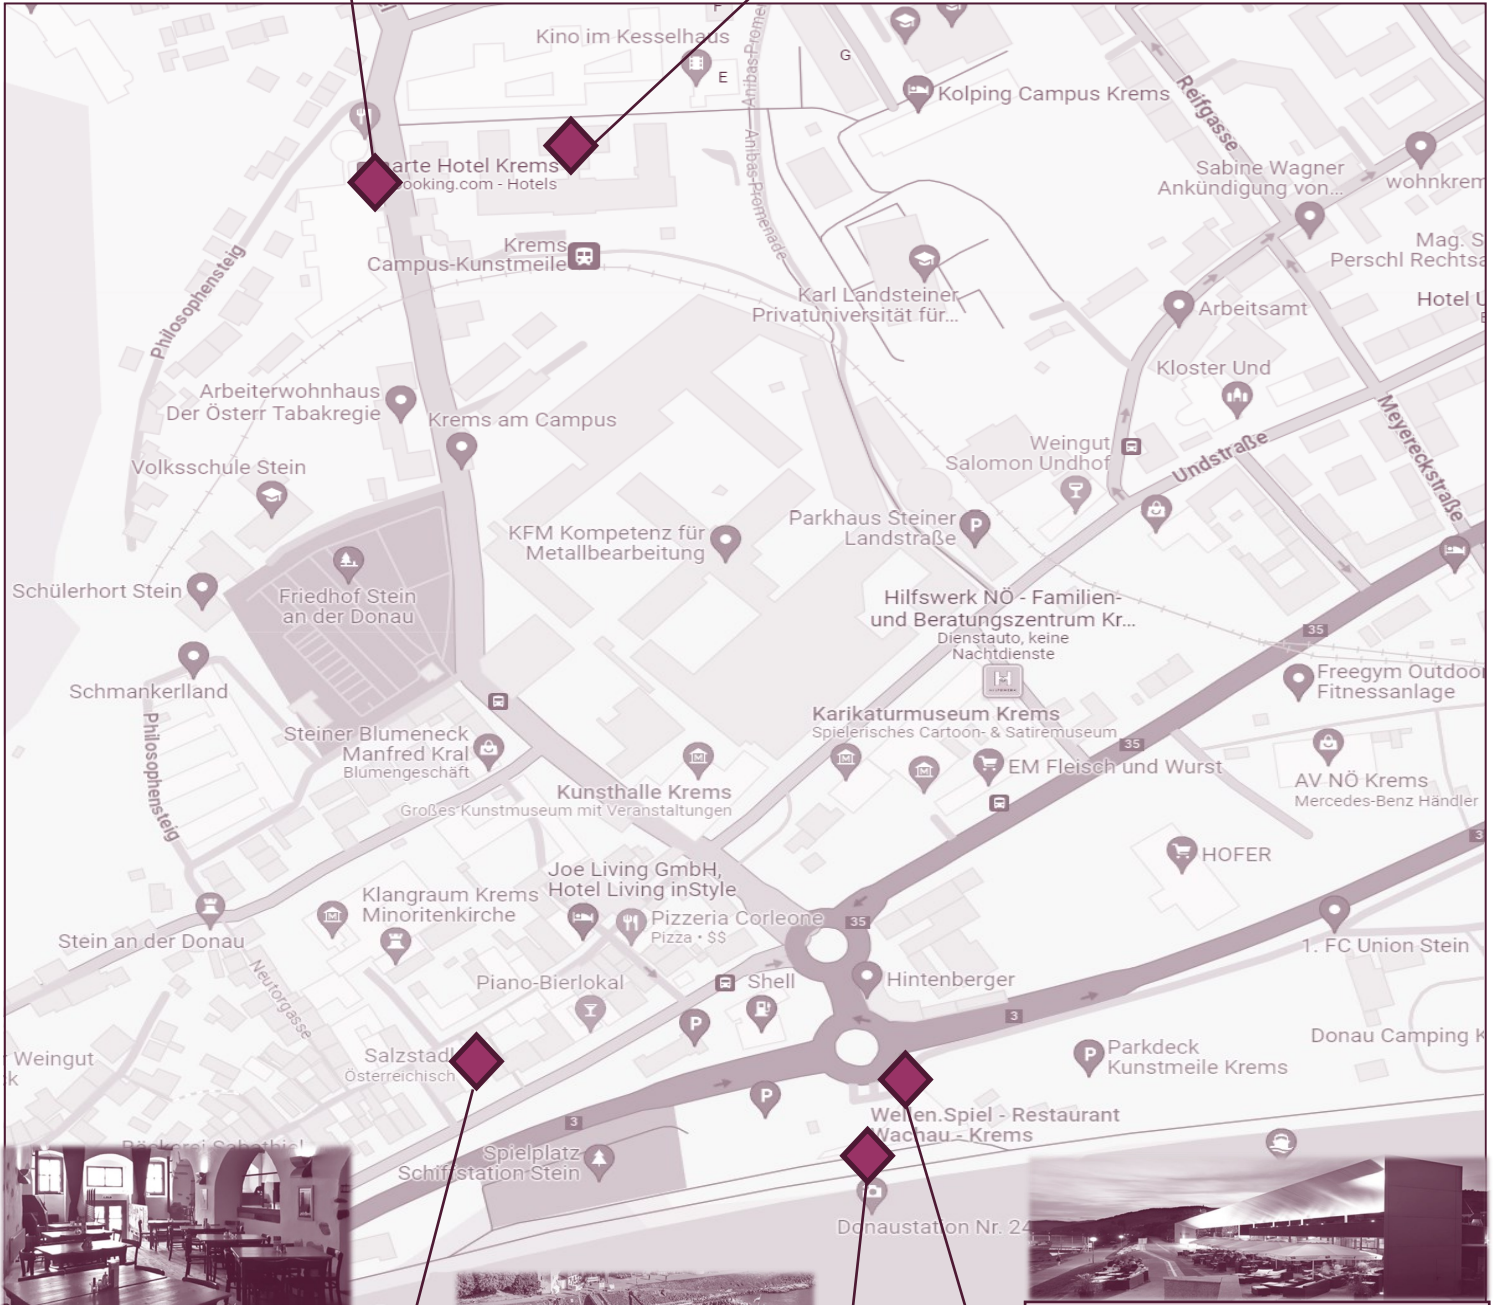 Kino im Kesselhaus
E
G
Anibas-Promenade
Kolping Campus Krems
Reifgasse
arte Hotel Krems
ooking.com - Hotels
Sabine Wagner
Ankündigung von...
wohnkrem
Philosophensteig
Krems
Campus-Kunstmeile
Mag. S
Perschl Rechtsa
Karl Landsteiner
Privatuniversität für...
Hotel U
Arbeitsamt
Kloster Und
Arbeiterwohnhaus
Der Österr Tabakregie
Krems am Campus
Meyereckstraße
Weingut
Salomon Undhof
Undstraße
Volksschule Stein
KFM Kompetenz für
Metallbearbeitung
Parkhaus Steiner
Landstraße
P
Schülerhort Stein
Friedhof Stein
an der Donau
Hilfswerk NÖ - Familien-
und Beratungszentrum Kr...
Dienstauto, keine
Nachtdienste
35
Freegym Outdoor
Fitnessanlage
Schmankerlland
Philosophensteig
Steiner Blumeneck
Manfred Kral
Blumengeschäft
Karikaturmuseum Krems
Spielerisches Cartoon- & Satiremuseum
35
EM Fleisch und Wurst
AV NÖ Krems
Mercedes-Benz Händler
Kunsthalle Krems
Großes Kunstmuseum mit Veranstaltungen
3
HOFER
Joe Living GmbH,
Hotel Living inStyle
Klangraum Krems
Minoritenkirche
Pizzeria Corleone
Pizza • $$
35
Stein an der Donau
1. FC Union Stein
Neutorgasse
Piano-Bierlokal
Shell
Hintenberger
P
3
Donau Camping K
Weingut
k
Salzstadl
Österreichisch
P
Parkdeck
Kunstmeile Krems
P
3
Wellen.Spiel - Restaurant
Wachau - Krems
Spielplatz
Schiffstation Stein
Donaustation Nr. 24